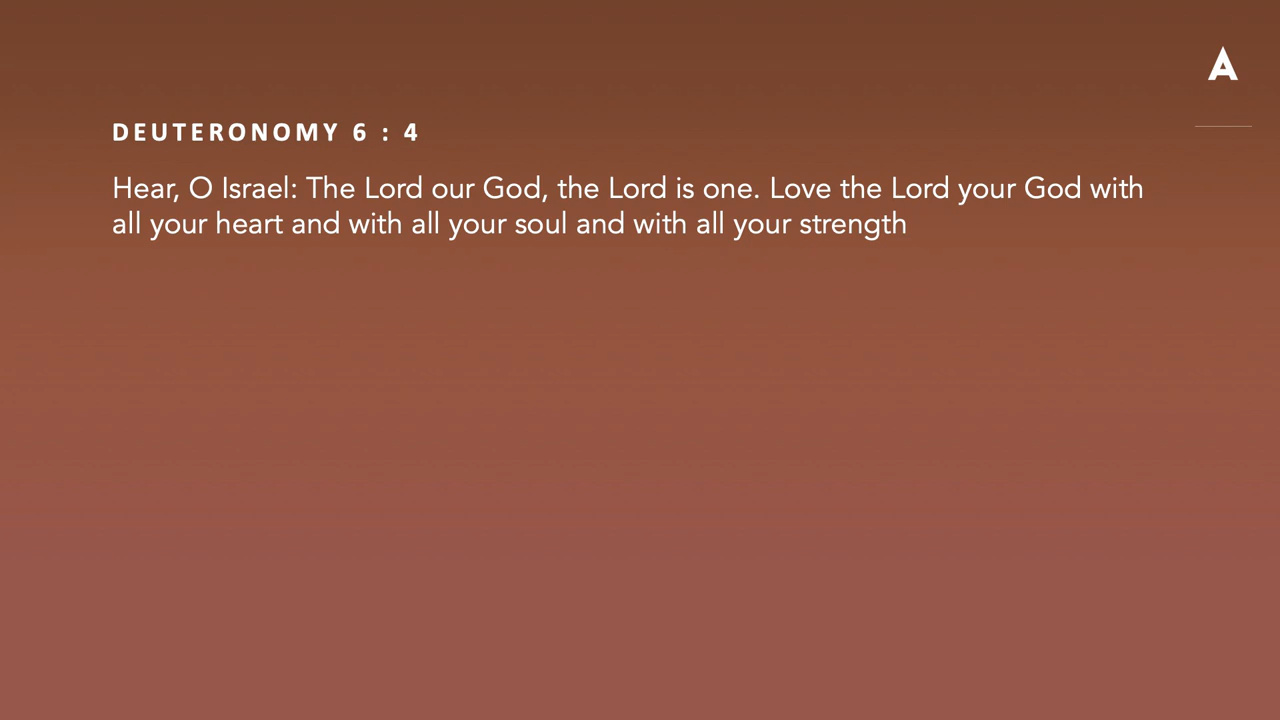 A
DEUTERONOMY 6 : 4
Hear, O Israel: The Lord our God, the Lord is one. Love the Lord your God with
all your heart and with all your soul and with all your strength